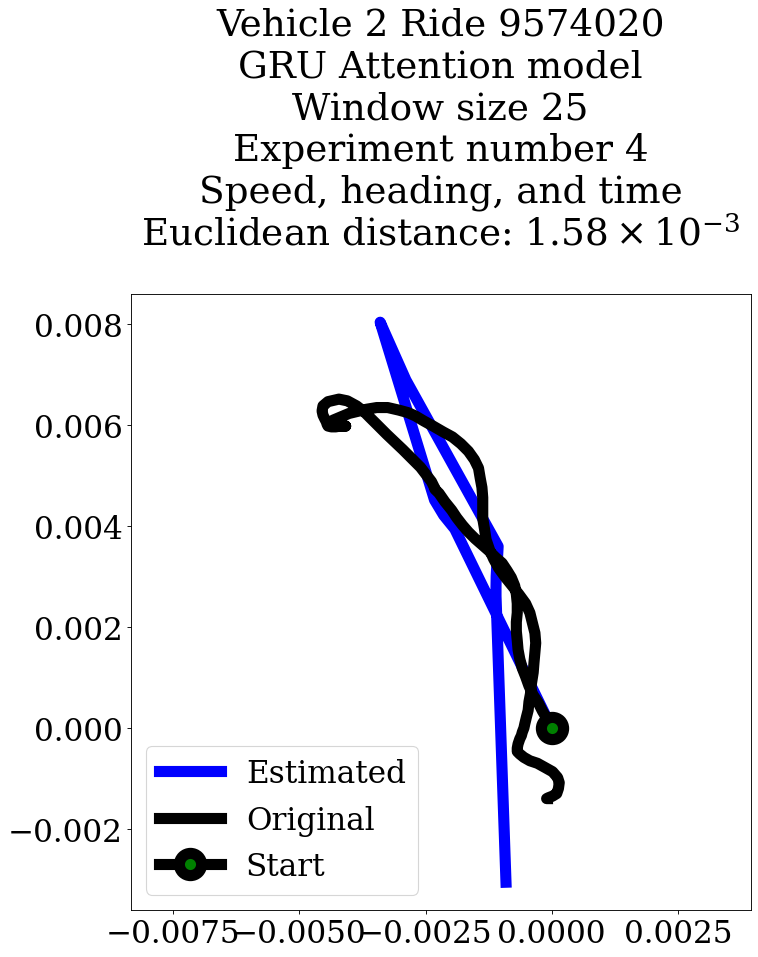 Vehicle 2 Ride 9574020
GRU Attention model
Window size 25
Experiment number 4
Speed, heading, and time
Euclidean distance: 1.58 × 10⁻³
0.008
0.006
0.004
0.002
0.000
−0.002
Estimated
Original
Start
−0.0075 −0.0050 −0.0025 0.0000 0.0025